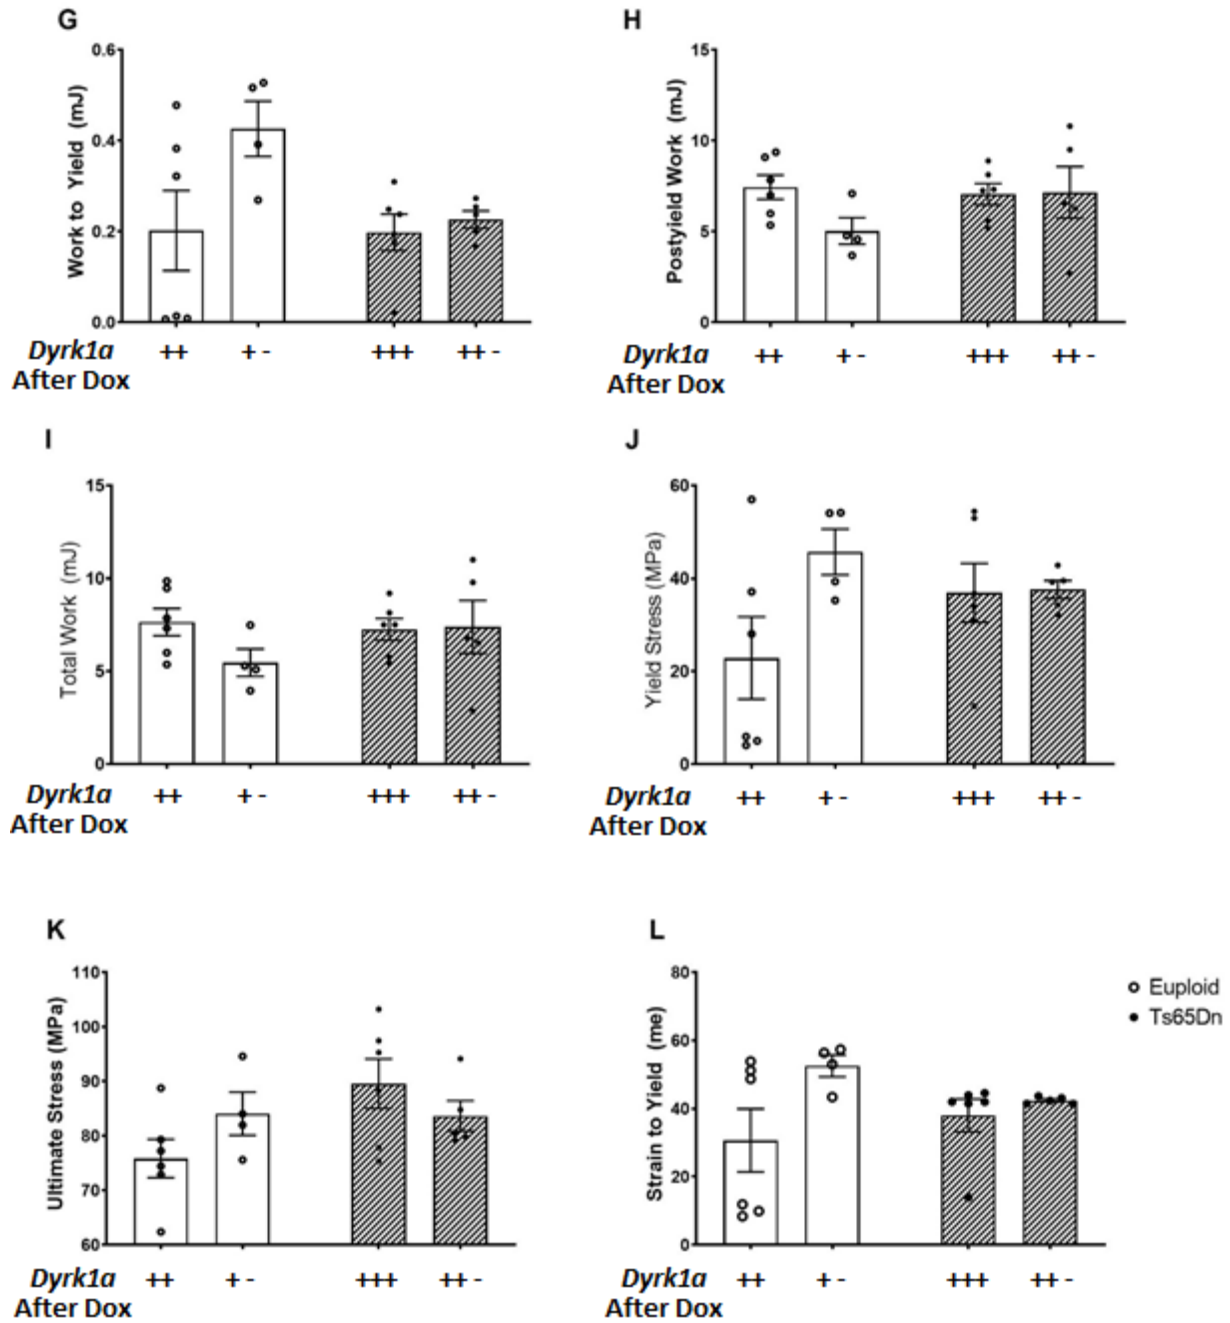 G
0.6
0.4
0.2
0.0
Work to Yield (mJ)
Dyrk1a ++ + - +++ ++ -
After Dox
H
15
10
5
0
Postyield Work (mJ)
Dyrk1a ++ + - +++ ++ -
After Dox
I
15
10
5
0
Total Work (mJ)
Dyrk1a ++ + - +++ ++ -
After Dox
J
60
40
20
0
Yield Stress (MPa)
Dyrk1a ++ + - +++ ++ -
After Dox
K
110
100
90
80
70
60
Ultimate Stress (MPa)
Dyrk1a ++ + - +++ ++ -
After Dox
L
80
60
40
20
0
Strain to Yield (me)
Euploid
Ts65Dn
Dyrk1a ++ + - +++ ++ -
After Dox